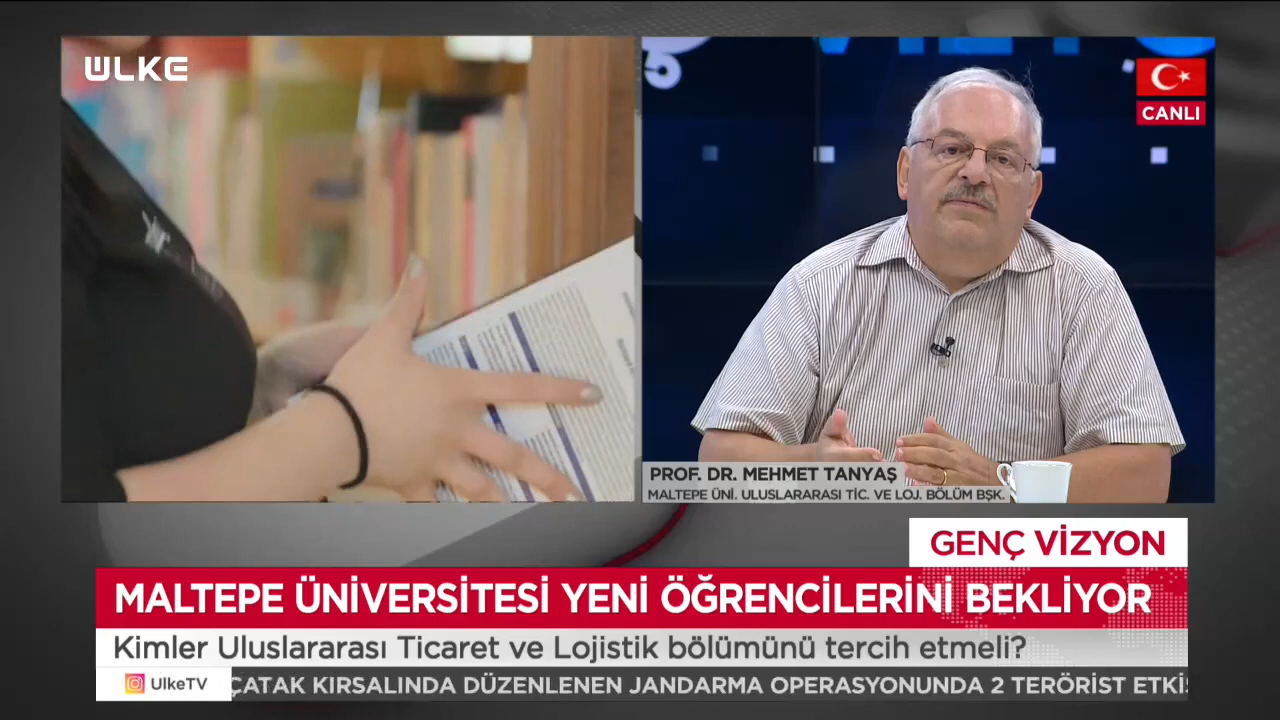 ÜLKE
CANLI
PROF. DR. MEHMET TANYAŞ
MALTEPE ÜNİ. ULUSLARARASI TİC. VE LOJ. BÖLÜM BŞK.
GENÇ VİZYON
MALTEPE ÜNİVERSİTESİ YENİ ÖĞRENCİLERİNİ BEKLİYOR
Kimler Uluslararası Ticaret ve Lojistik bölümünü tercih etmeli?
UlkeTV
ÇATAK KIRSALINDA DÜZENLENEN JANDARMA OPERASYONUNDA 2 TERÖRİST